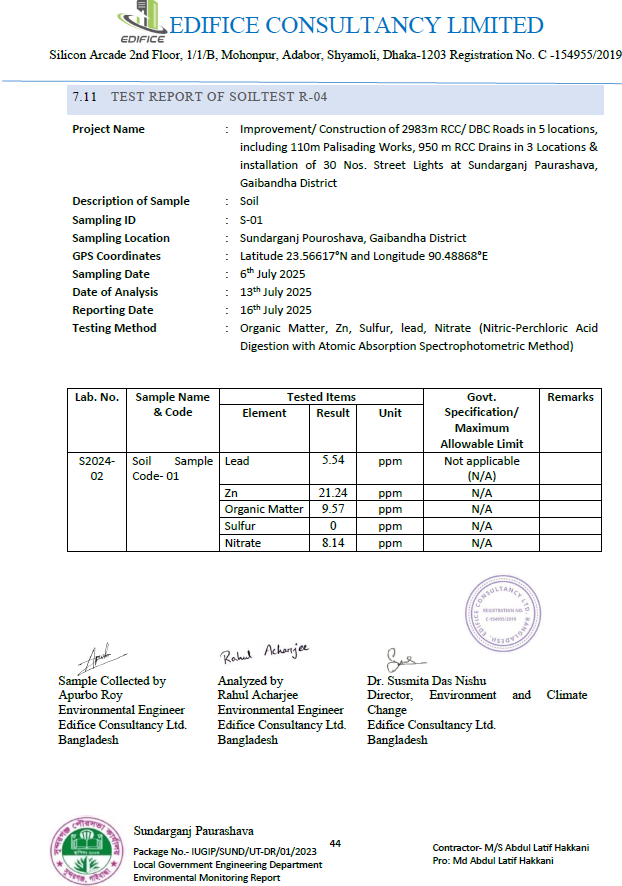 EDIFICE
EDIFICE CONSULTANCY LIMITED
Silicon Arcade 2nd Floor, 1/1/B, Mohonpur, Adabor, Shyamoli, Dhaka-1203 Registration No. C -154955/2019
7.11 TEST REPORT OF SOILTEST R-04
Project Name : Improvement/ Construction of 2983m RCC/ DBC Roads in 5 locations,
including 110m Palisading Works, 950 m RCC Drains in 3 Locations &
installation of 30 Nos. Street Lights at Sundarganj Paurashava,
Gaibandha District
Description of Sample : Soil
Sampling ID : S-01
Sampling Location : Sundarganj Pouroshava, Gaibandha District
GPS Coordinates : Latitude 23.56617°N and Longitude 90.48868°E
Sampling Date : 6th July 2025
Date of Analysis : 13th July 2025
Reporting Date : 16th July 2025
Testing Method : Organic Matter, Zn, Sulfur, lead, Nitrate (Nitric-Perchloric Acid
Digestion with Atomic Absorption Spectrophotometric Method)
Lab. No. Sample Name Tested Items Govt. Remarks
& Code Element Result Unit Specification/
Maximum
Allowable Limit
S2024- Soil Sample Lead 5.54 ppm Not applicable
02 Code- 01 (N/A)
Zn 21.24 ppm N/A
Organic Matter 9.57 ppm N/A
Sulfur 0 ppm N/A
Nitrate 8.14 ppm N/A
EDIFICE CONSULTANCY LTD. BANGLADESH
REGISTRATION NO.
C-154955/2019
Apurbo
Rahul Acharjee
Sample Collected by
Apurbo Roy
Environmental Engineer
Edifice Consultancy Ltd.
Bangladesh
Analyzed by
Rahul Acharjee
Environmental Engineer
Edifice Consultancy Ltd.
Bangladesh
Dr. Susmita Das Nishu
Director, Environment and Climate
Change
Edifice Consultancy Ltd.
Bangladesh
সুন্দরগঞ্জ পৌরসভা কার্যালয়
সুন্দরগঞ্জ, গাইবান্ধা
Sundarganj Paurashava
Package No.- IUGIP/SUND/UT-DR/01/2023
Local Government Engineering Department
Environmental Monitoring Report
44
Contractor- M/S Abdul Latif Hakkani
Pro: Md Abdul Latif Hakkani